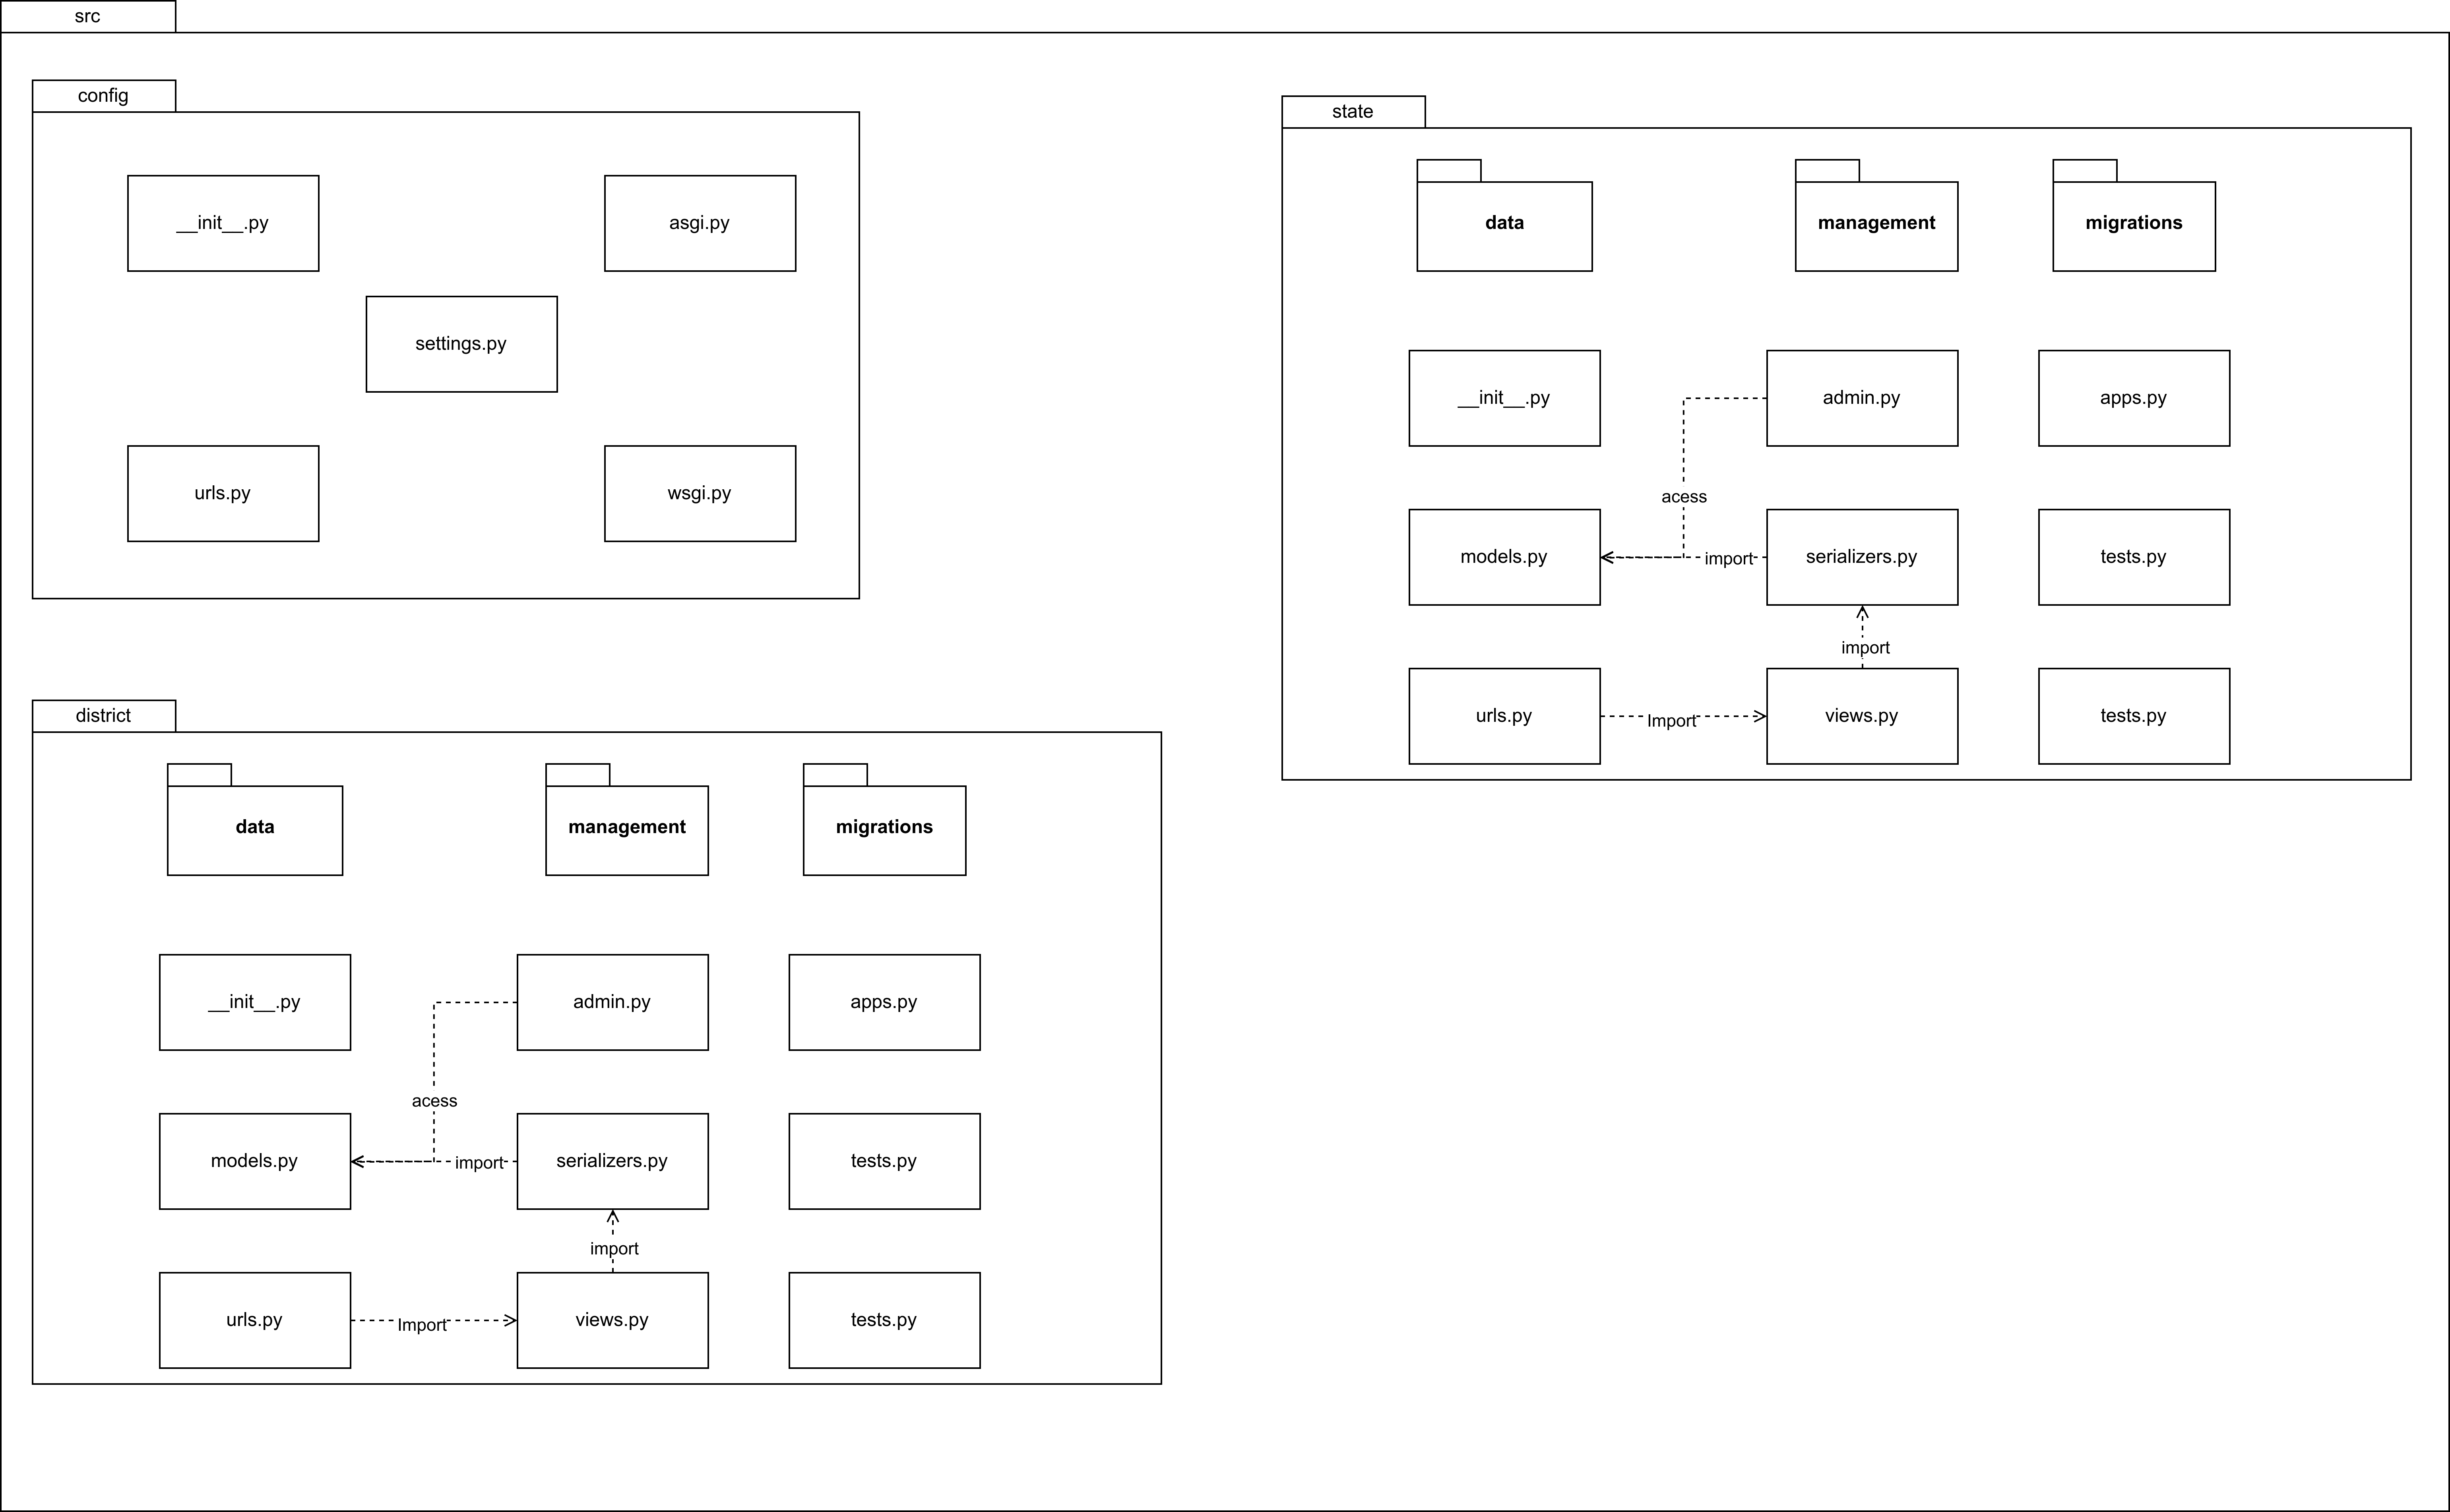 src
config
__init__.py
asgi.py
settings.py
urls.py
wsgi.py
state
data
management
migrations
__init__.py
admin.py
apps.py
acess
models.py
import
serializers.py
tests.py
import
urls.py
Import
views.py
tests.py
district
data
management
migrations
__init__.py
admin.py
apps.py
acess
models.py
import
serializers.py
tests.py
import
urls.py
Import
views.py
tests.py